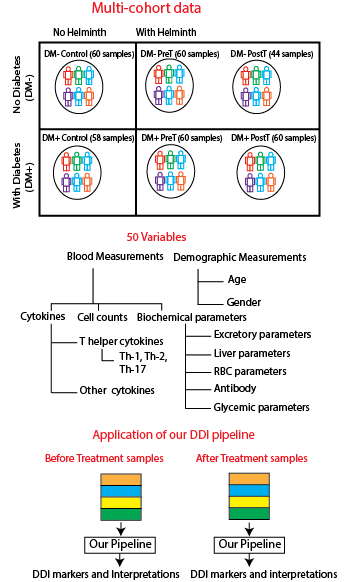 Multi-cohort data
No Helminth
With Helminth
No Diabetes
(DM-)
DM-Control (60 samples)
DM- PreT (60 samples)
DM- PostT (44 samples)
With Diabetes
(DM+)
DM+ Control (58 samples)
DM+ PreT (60 samples)
DM+ PostT (60 samples)
50 Variables
Blood Measurements
Demographic Measurements
Age
Gender
Cytokines
Cell counts
Biochemical parameters
T helper cytokines
Th-1, Th-2,
Th-17
Other cytokines
Excretory parameters
Liver parameters
RBC parameters
Antibody
Glycemic parameters
Application of our DDI pipeline
Before Treatment samples
After Treatment samples
Our Pipeline
Our Pipeline
DDI markers and Interpretations
DDI markers and interpretations